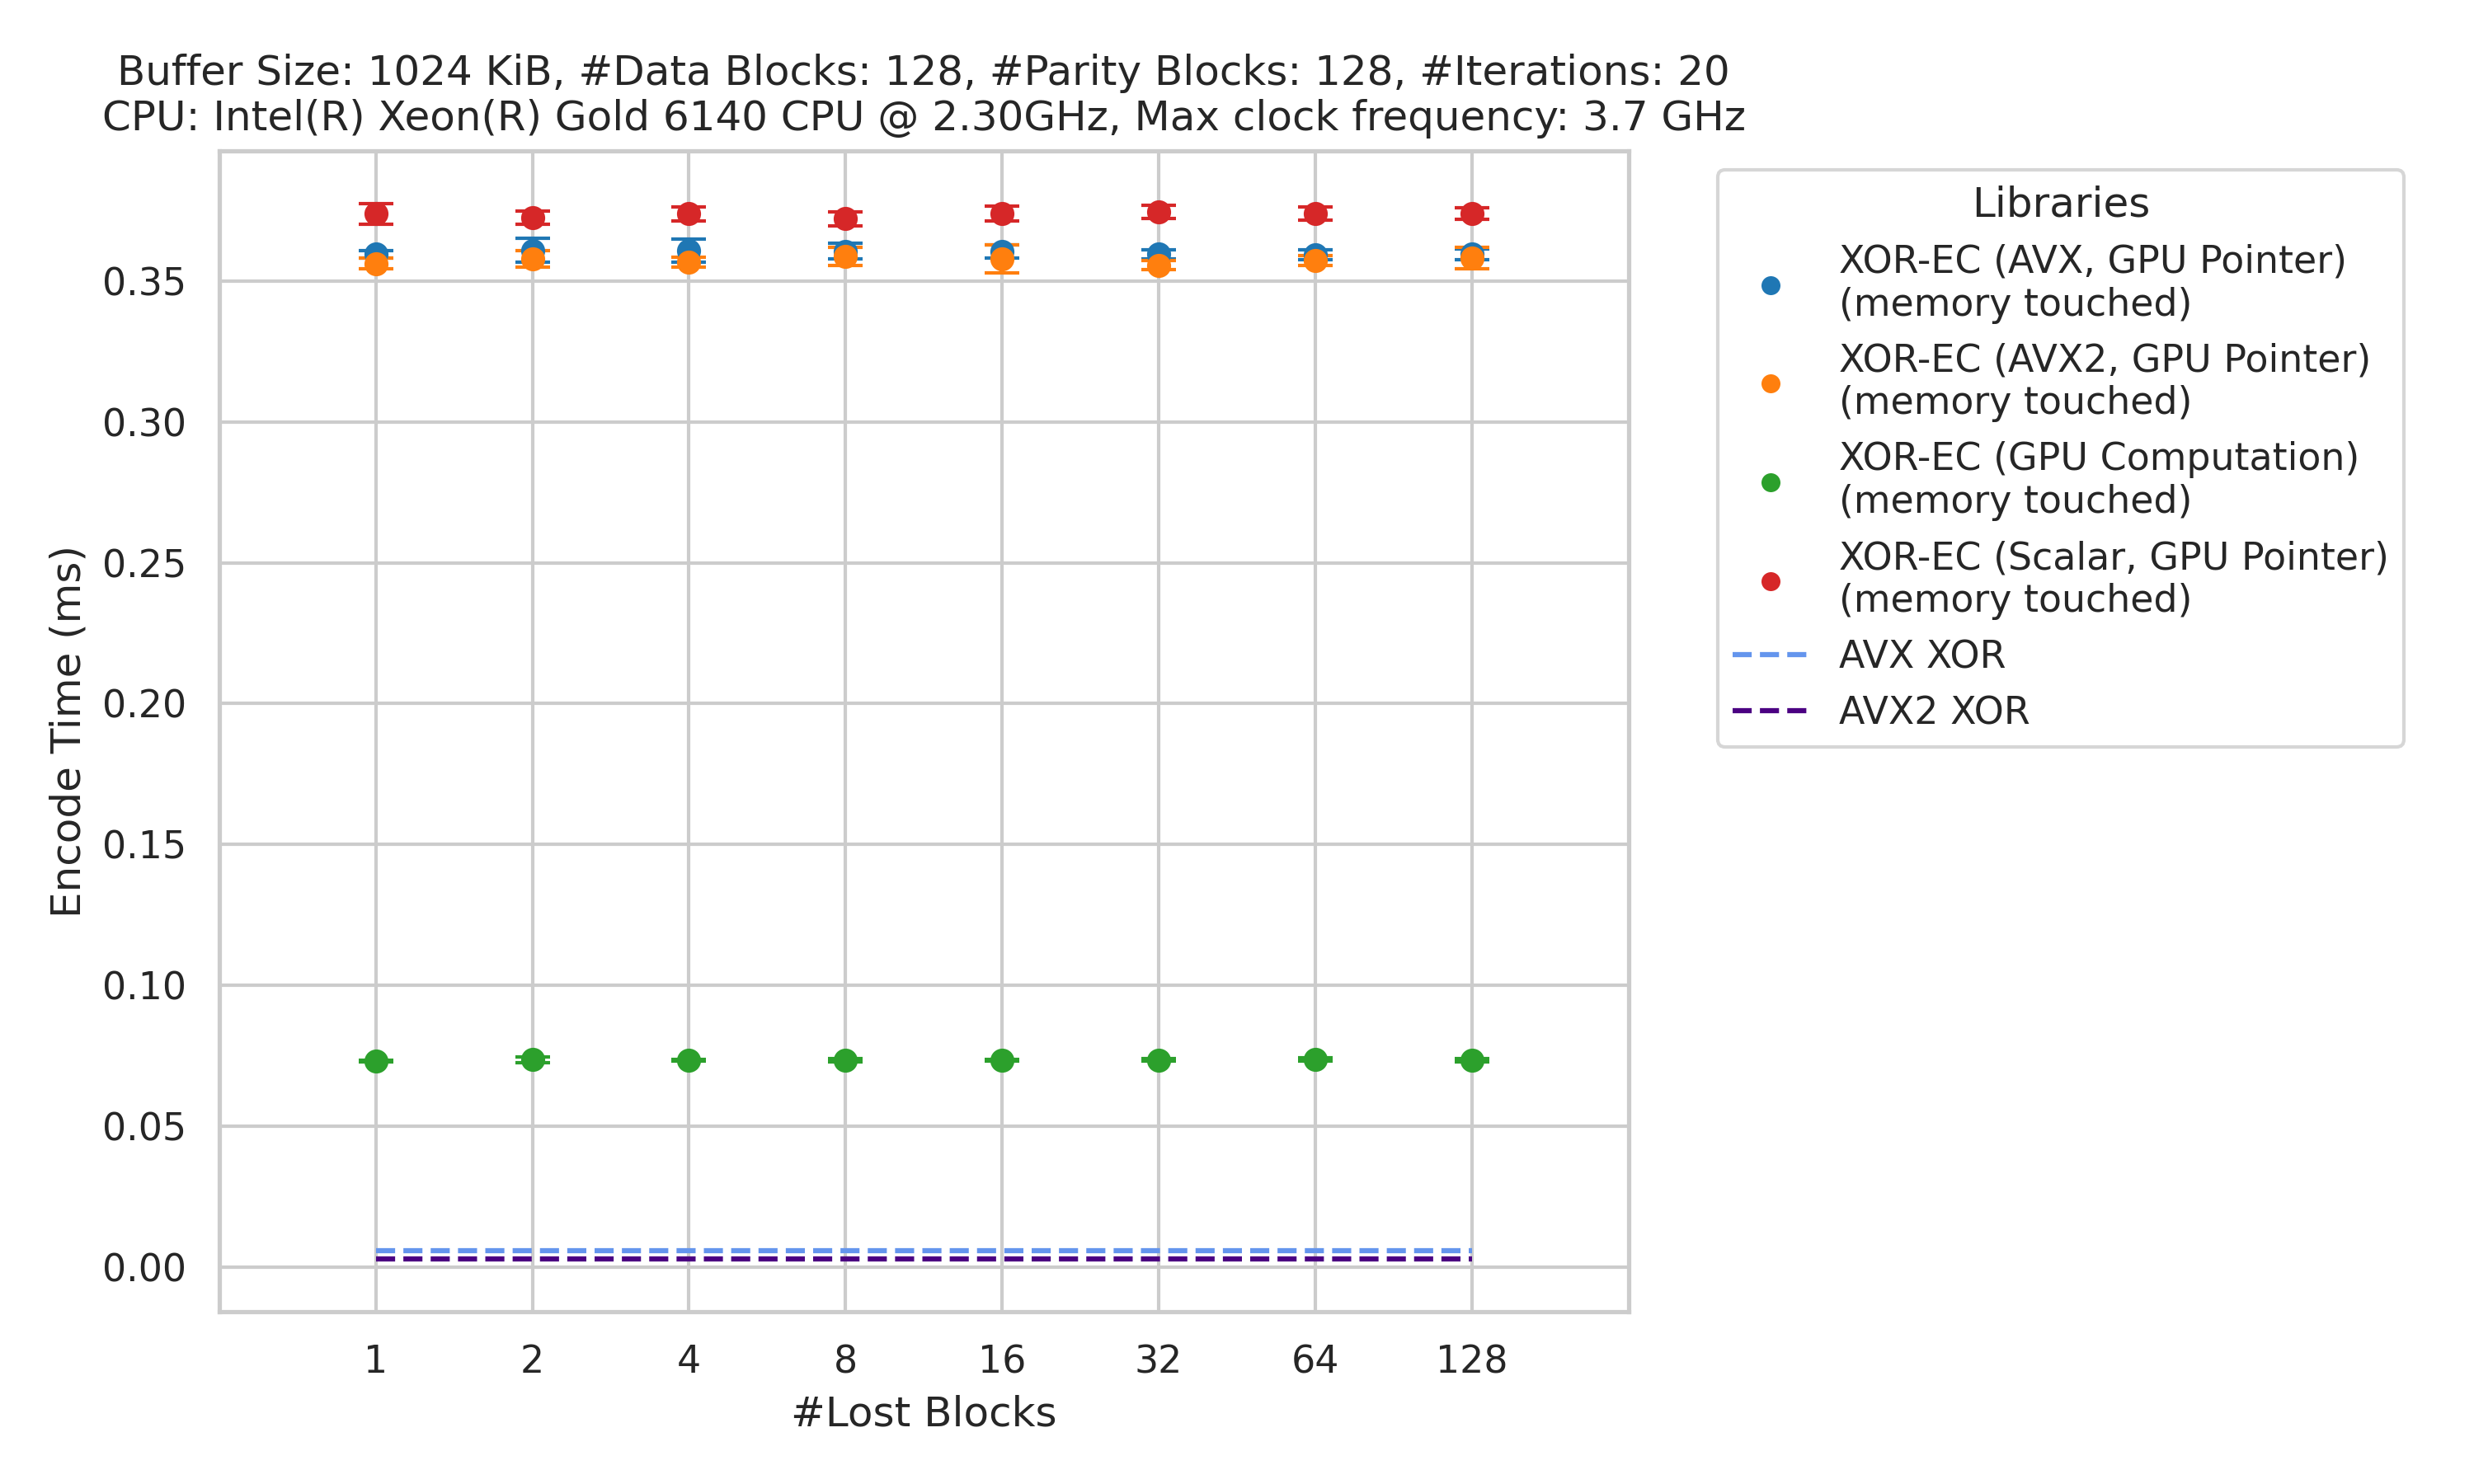 Buffer Size: 1024 KiB, #Data Blocks: 128, #Parity Blocks: 128, #Iterations: 20
CPU: Intel(R) Xeon(R) Gold 6140 CPU @ 2.30GHz, Max clock frequency: 3.7 GHz
Encode Time (ms)
0.35
0.30
0.25
0.20
0.15
0.10
0.05
0.00
1 2 4 8 16 32 64 128
#Lost Blocks
Libraries
XOR-EC (AVX, GPU Pointer)
(memory touched)
XOR-EC (AVX2, GPU Pointer)
(memory touched)
XOR-EC (GPU Computation)
(memory touched)
XOR-EC (Scalar, GPU Pointer)
(memory touched)
AVX XOR
AVX2 XOR